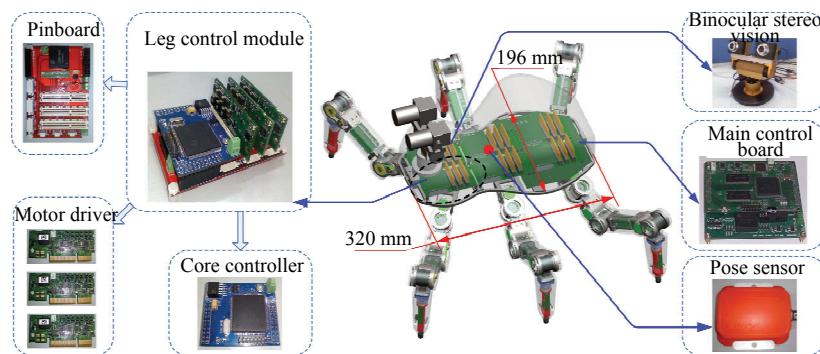 Pinboard
Leg control module
196 mm
Binocular stereo
vision
Main control
board
Motor driver
320 mm
Core controller
Pose sensor